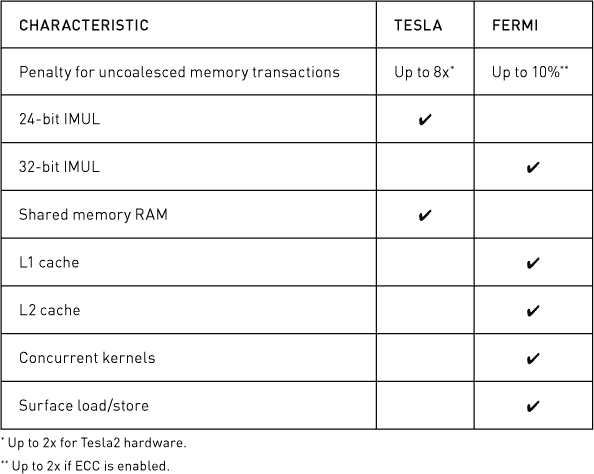 CHARACTERISTIC TESLA FERMI
Penalty for uncoalesced memory transactions Up to 8x* Up to 10%**
24-bit IMUL ✔
32-bit IMUL ✔
Shared memory RAM ✔
L1 cache ✔
L2 cache ✔
Concurrent kernels ✔
Surface load/store ✔
* Up to 2x for Tesla2 hardware.
** Up to 2x if ECC is enabled.